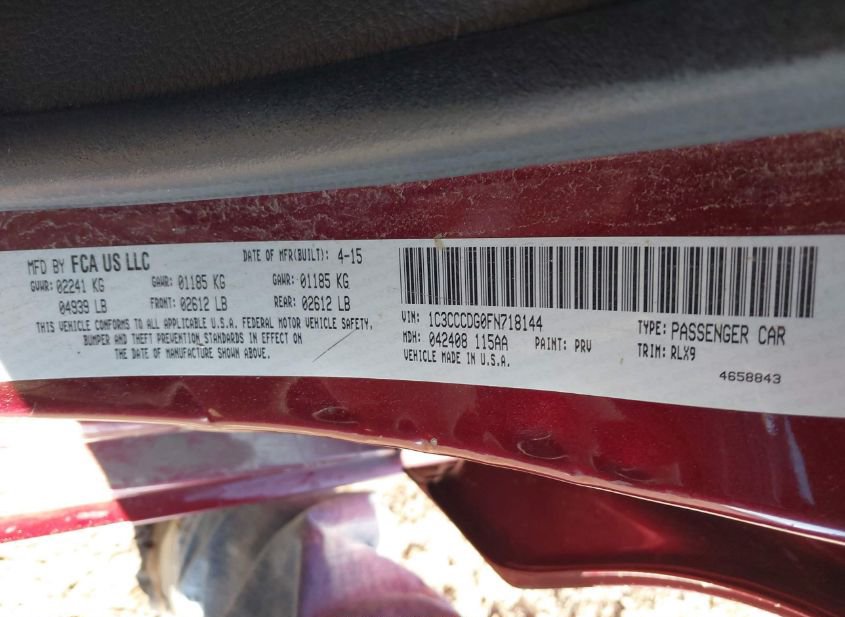 MFD BY FCA US LLC
DATE OF MFR(BUILT): 4-15
GVWR: 02241 KG
GAWR: 01185 KG
GAWR: 01185 KG
04939 LB
FRONT: 02612 LB
REAR: 02612 LB
THIS VEHICLE CONFORMS TO ALL APPLICABLE U.S.A. FEDERAL MOTOR VEHICLE SAFETY,
BUMPER AND THEFT PREVENTION STANDARDS IN EFFECT ON
THE DATE OF MANUFACTURE SHOWN ABOVE.
VIN: 1C3CCCDG0FN718144
TYPE: PASSENGER CAR
MDH: 042408 115AA
PAINT: PRV
TRIM: RLX9
VEHICLE MADE IN U.S.A.
4658843